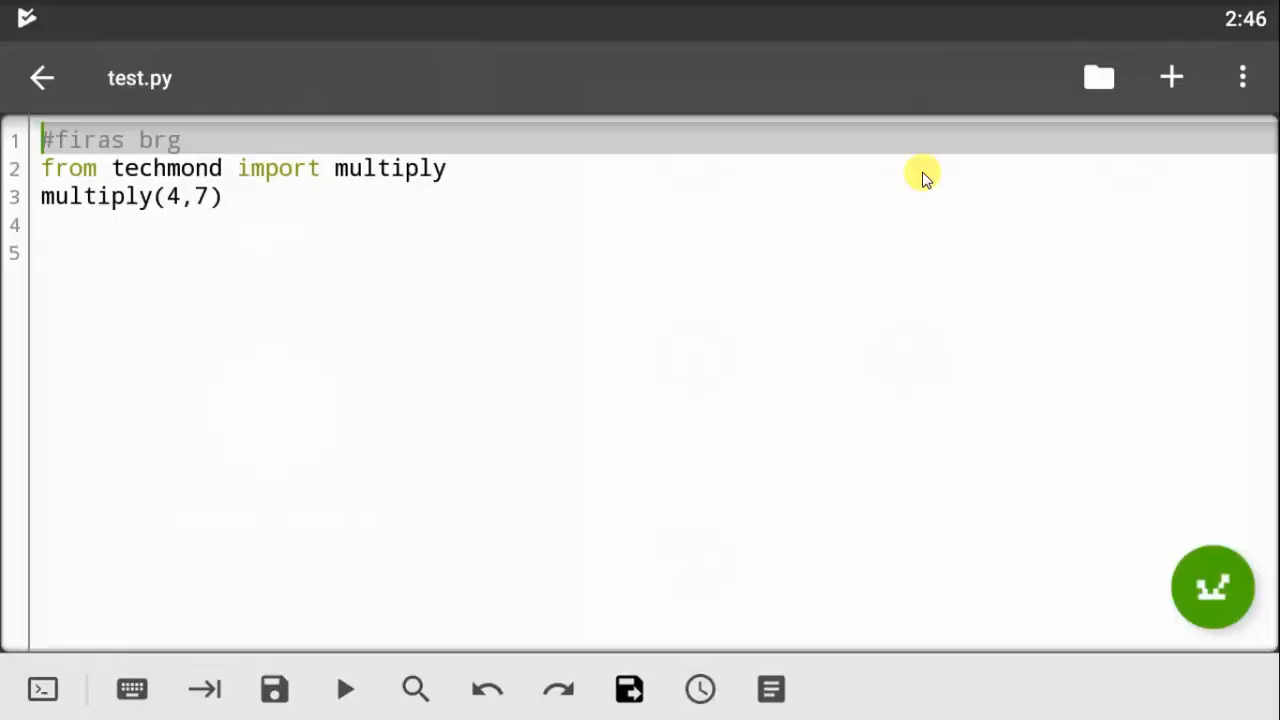 2:46
test.py
1 #firas brg
2 from techmond import multiply
3 multiply(4,7)
4
5